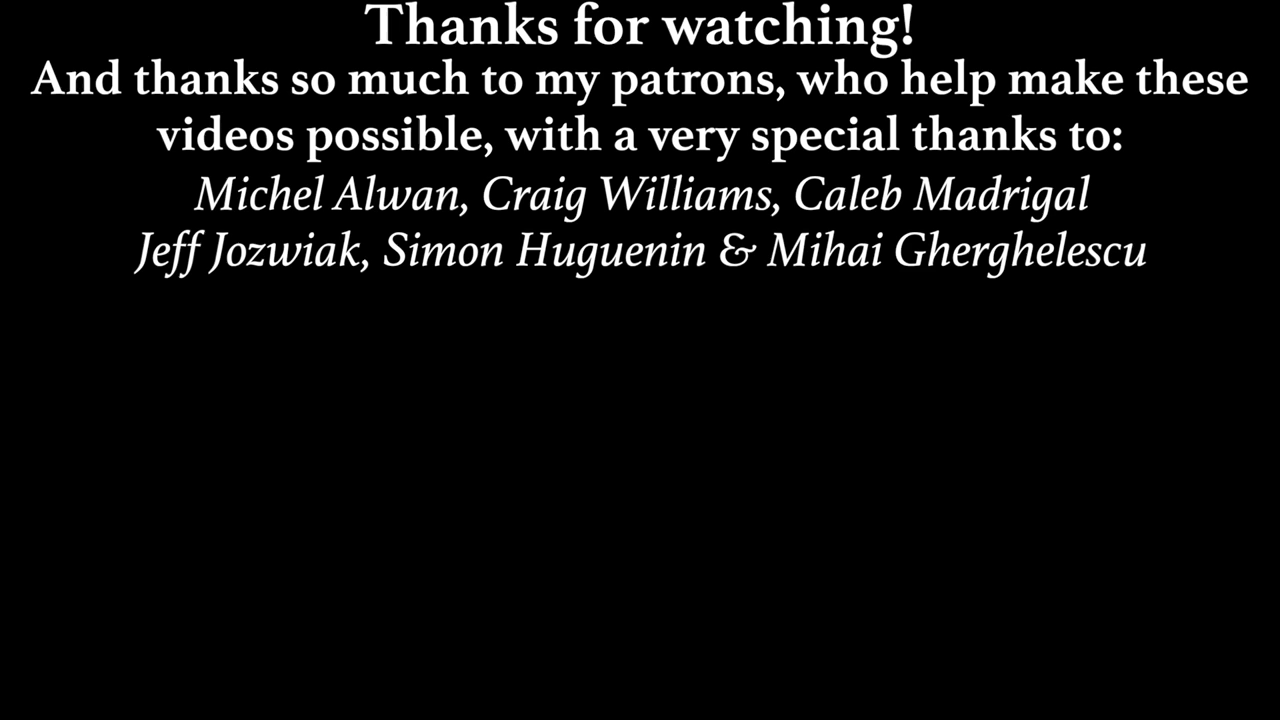 Thanks for watching!
And thanks so much to my patrons, who help make these
videos possible, with a very special thanks to:
Michel Alwan, Craig Williams, Caleb Madrigal
Jeff Jozwiak, Simon Huguenin & Mihai Gherghelescu